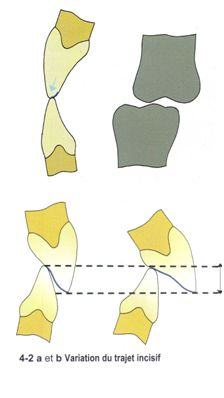 4-2 a et b Variation du trajet incisif